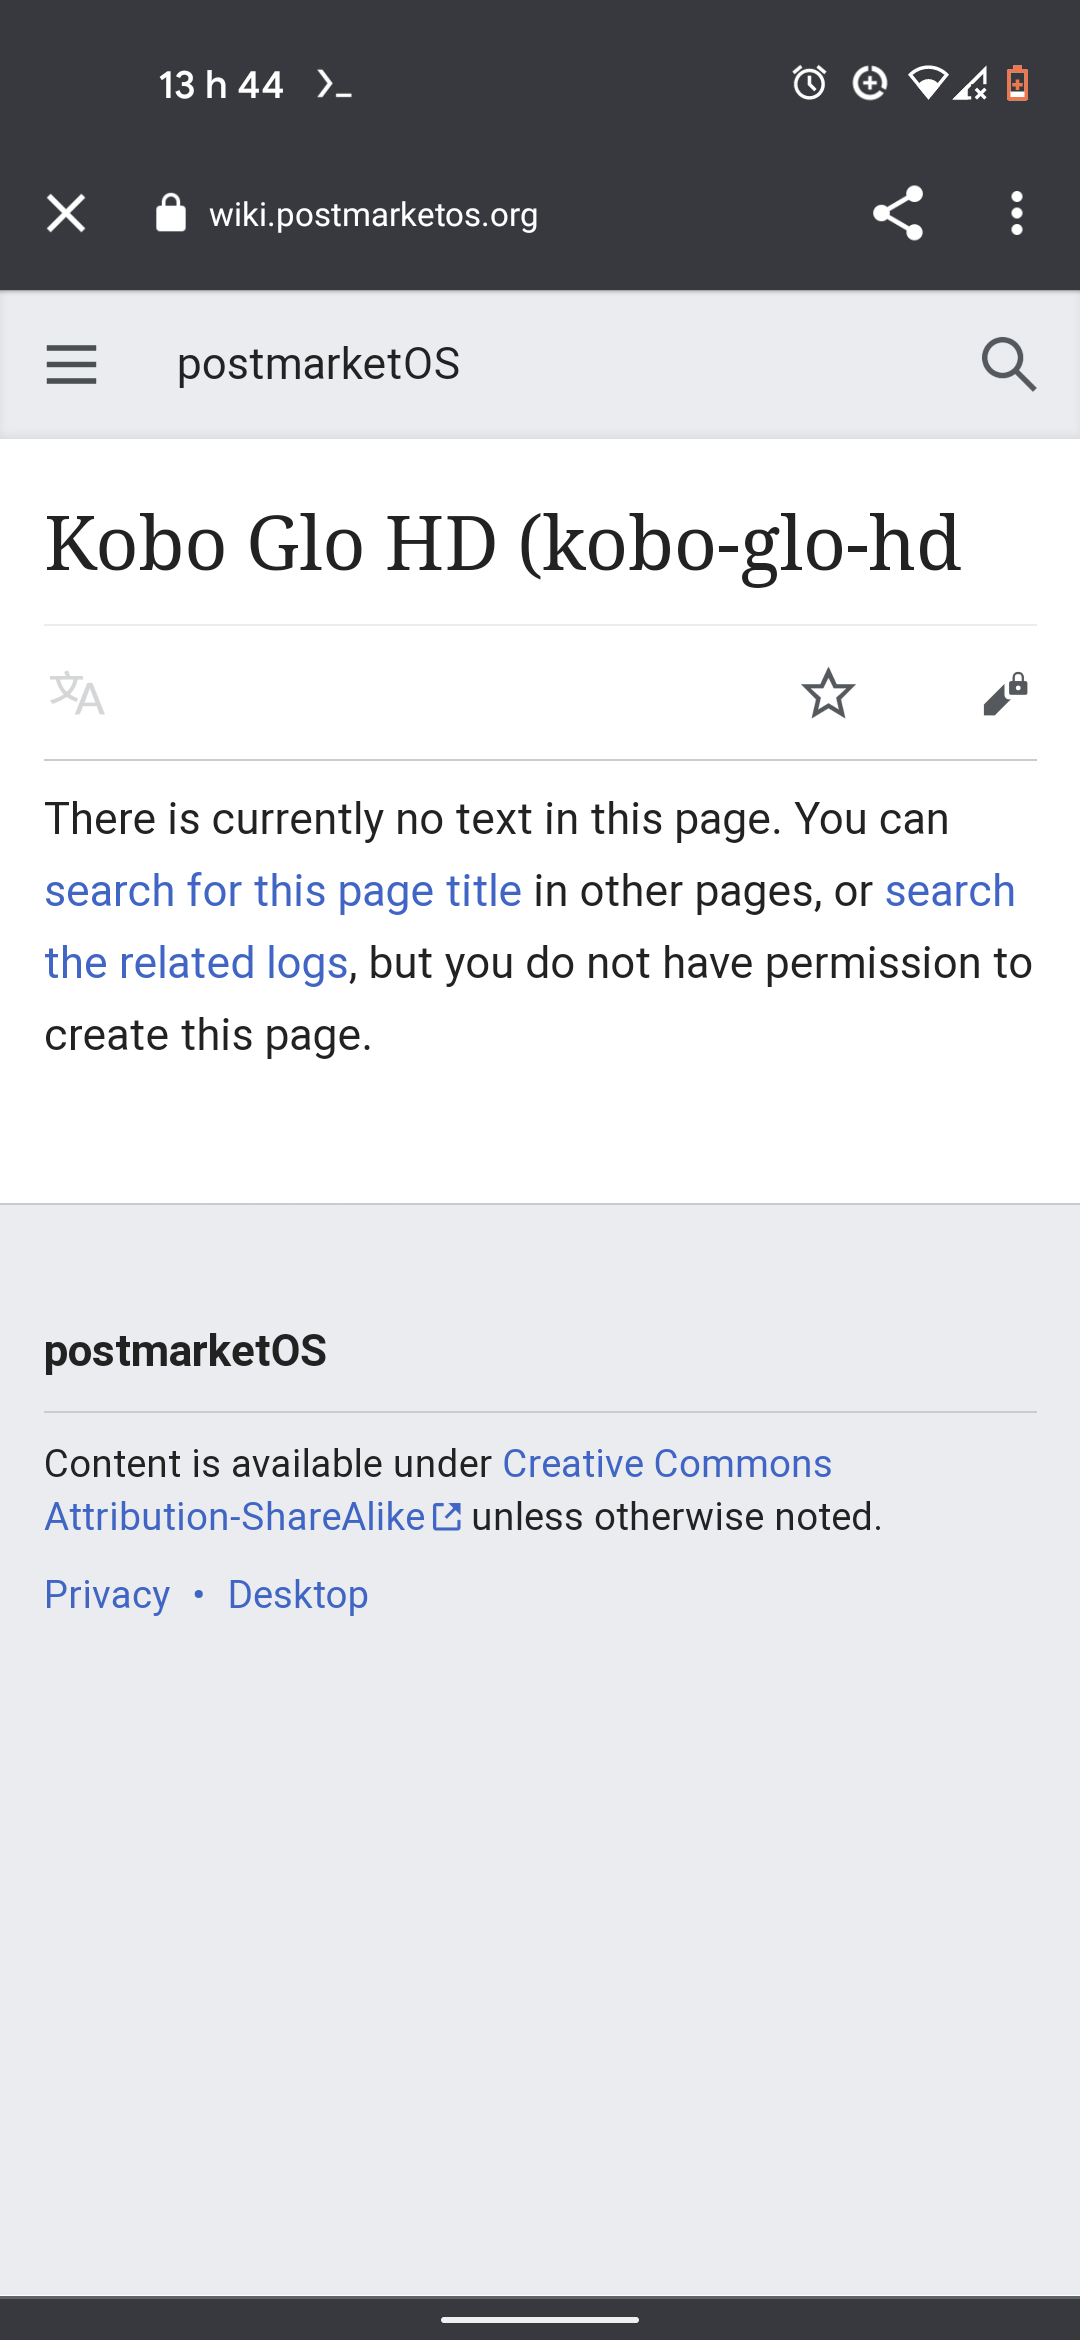 13 h 44
wiki.postmarketos.org
postmarketOS
Kobo Glo HD (kobo-glo-hd
There is currently no text in this page. You can
search for this page title in other pages, or search
the related logs, but you do not have permission to
create this page.
postmarketOS
Content is available under Creative Commons
Attribution-ShareAlike unless otherwise noted.
Privacy • Desktop